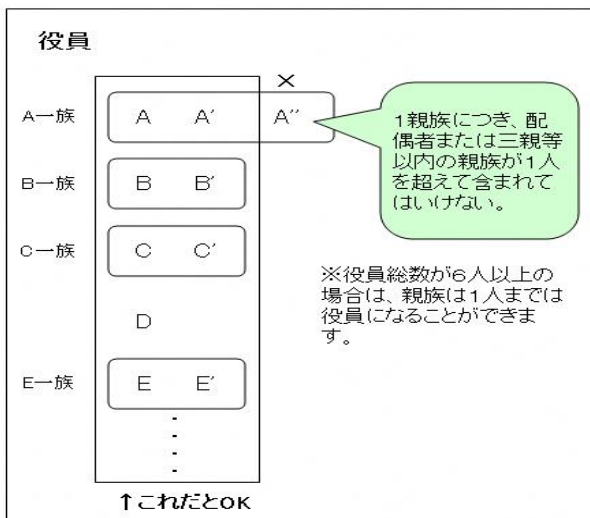 役員
×
A一族 A A′ A′′
1親族につき、配
偶者または三親等
以内の親族が1人
を超えて含まれて
はいけない。
B一族 B B′
C一族 C C′
※役員総数が6人以上の
場合は、親族は1人までは
役員になることができま
す。
D
E一族 E E′
↑これだとOK